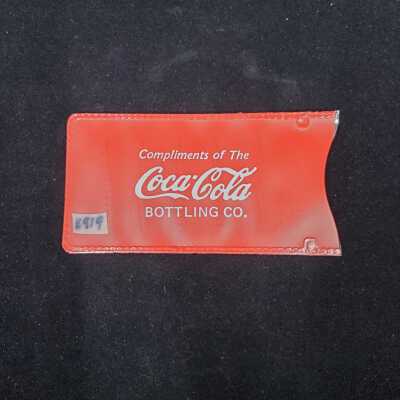 Compliments of The
Coca-Cola
BOTTLING CO.
6919